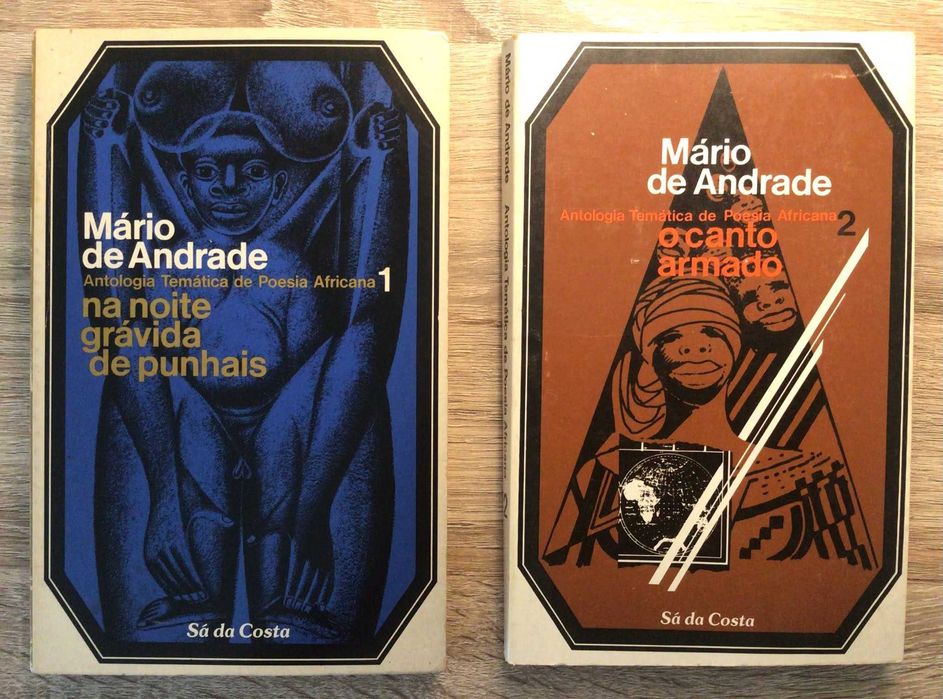 Mário
de Andrade
Antologia Temática de Poesia Africana 1
na noite
grávida
de punhais
Sá da Costa
Mário de Andrade Antologia Temática de Poesia Africana 2
Mário
de Andrade
Antologia Temática de Poesia Africana 2
o canto
armado
Sá da Costa